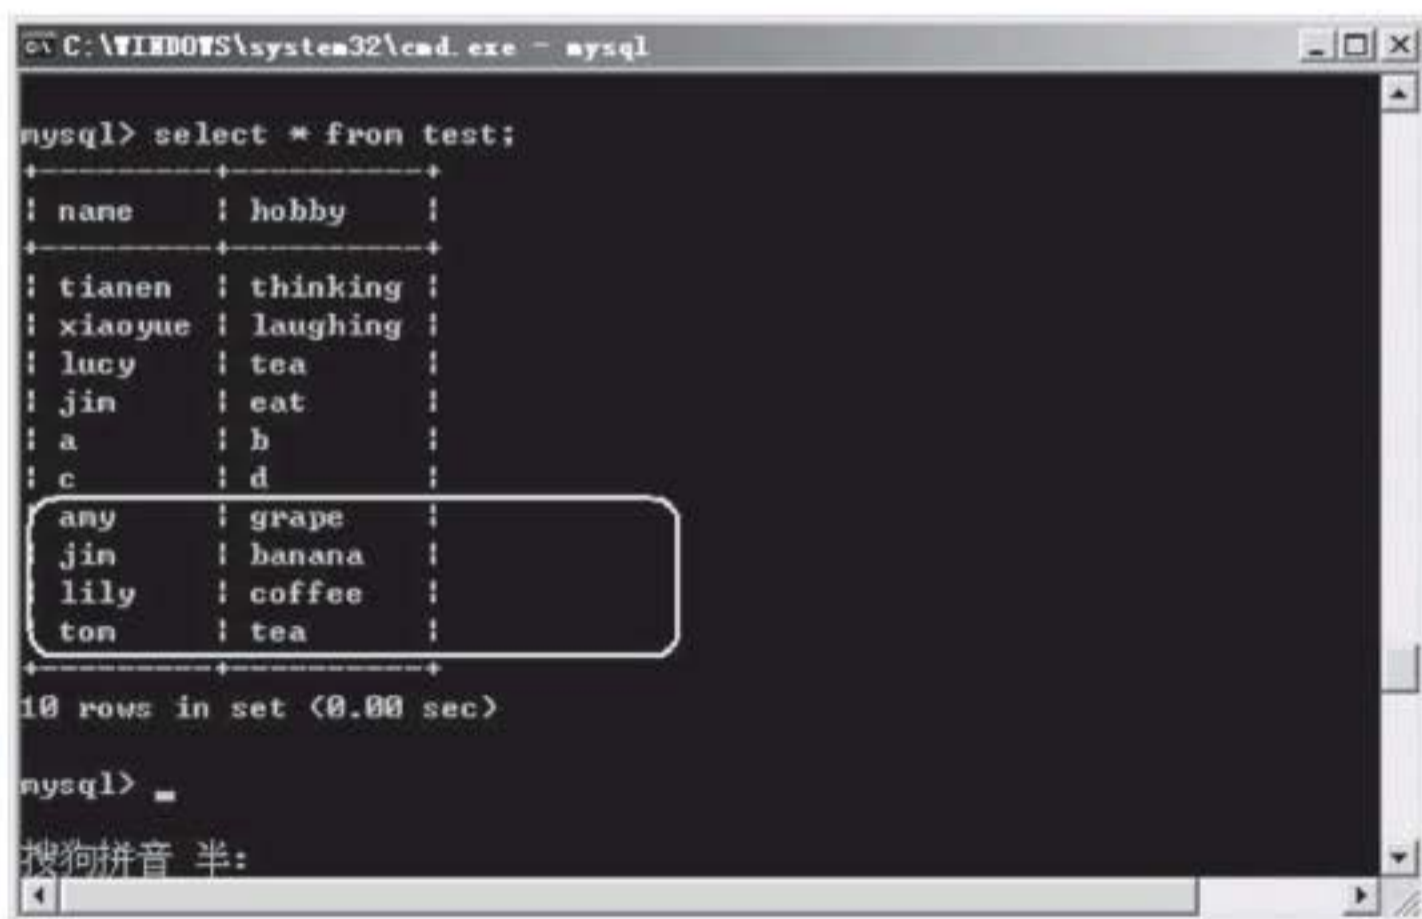 C:\WINDOWS\system32\cmd.exe - mysql
mysql> select * from test;
+---------+----------+
| name    | hobby    |
+---------+----------+
| tianen  | thinking |
| xiaoyue | laughing |
| lucy    | tea      |
| jim     | eat      |
| a       | b        |
| c       | d        |
| amy     | grape    |
| jim     | banana   |
| lily    | coffee   |
| tom     | tea      |
+---------+----------+
10 rows in set (0.00 sec)
mysql> _
搜狗拼音 半: